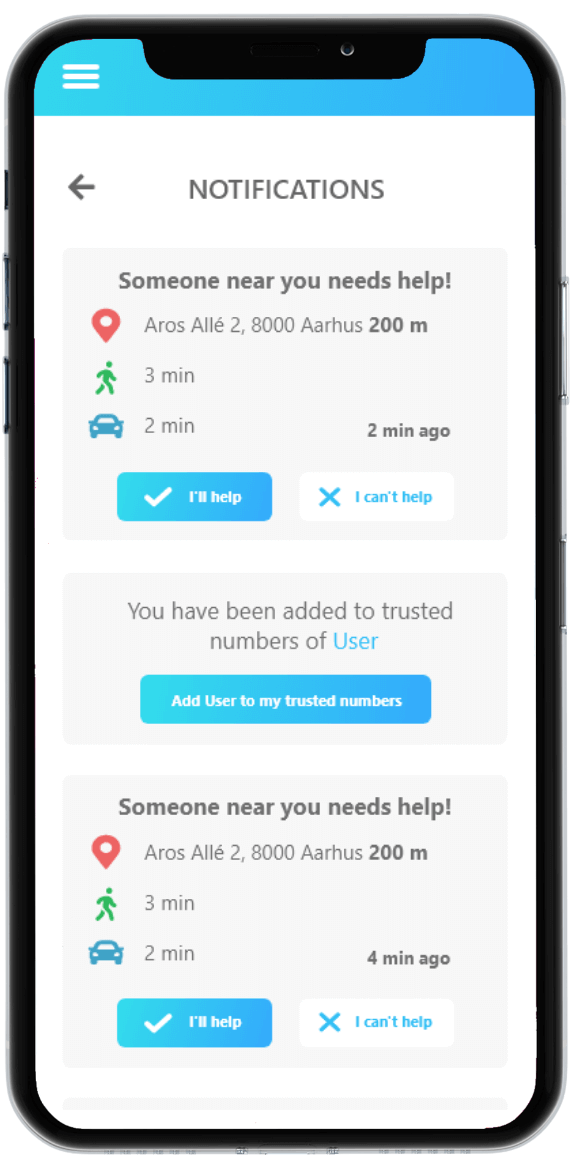 NOTIFICATIONS
Someone near you needs help!
Aros Allé 2, 8000 Aarhus 200 m
3 min
2 min
2 min ago
I'll help
I can't help
You have been added to trusted
numbers of User
Add User to my trusted numbers
Someone near you needs help!
Aros Allé 2, 8000 Aarhus 200 m
3 min
2 min
4 min ago
I'll help
I can't help